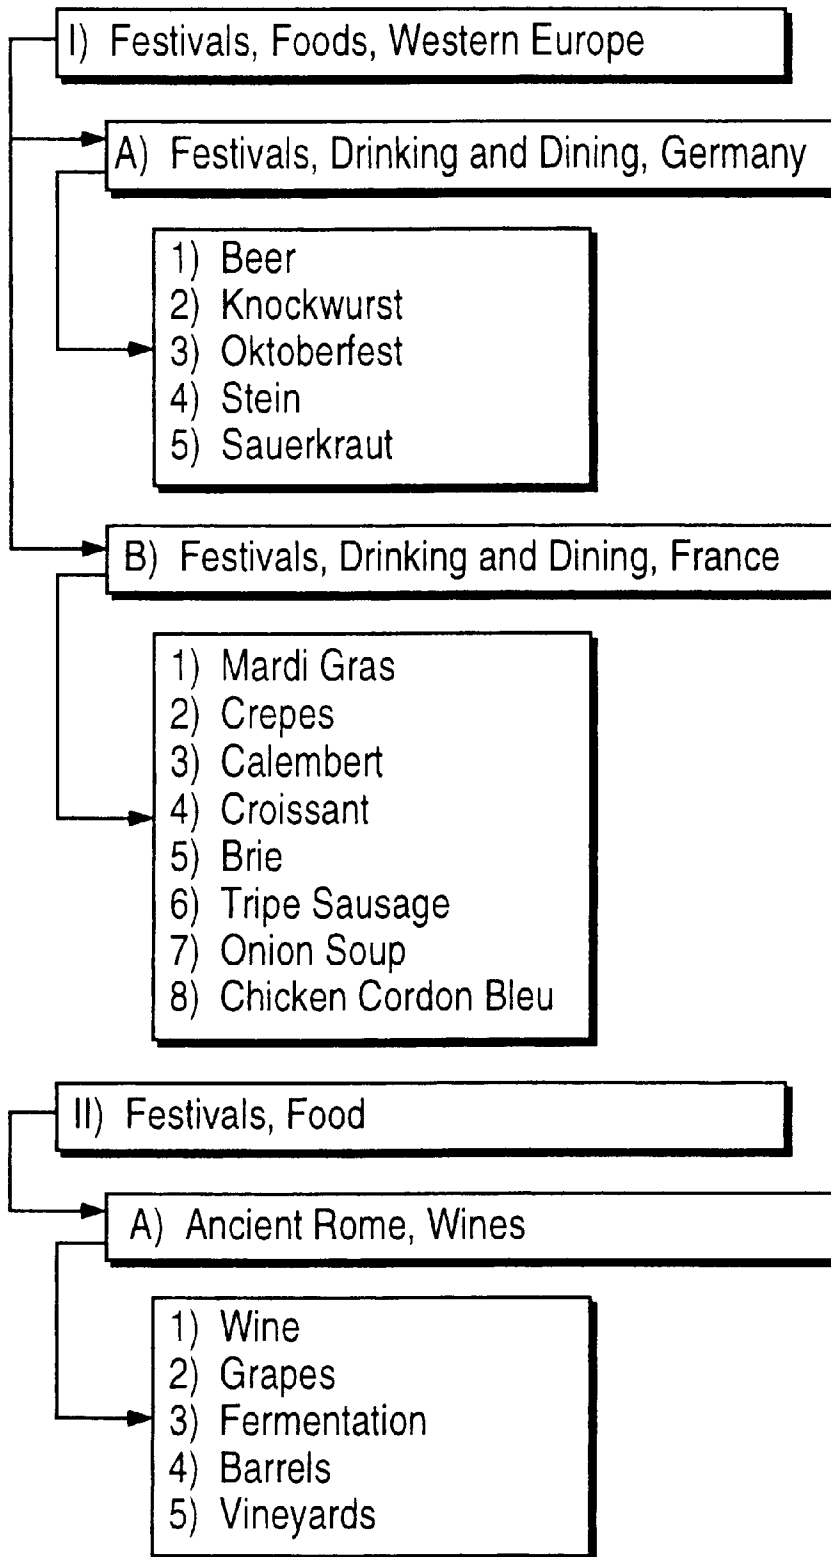 I) Festivals, Foods, Western Europe
A) Festivals, Drinking and Dining, Germany
1) Beer
2) Knockwurst
3) Oktoberfest
4) Stein
5) Sauerkraut
B) Festivals, Drinking and Dining, France
1) Mardi Gras
2) Crepes
3) Calembert
4) Croissant
5) Brie
6) Tripe Sausage
7) Onion Soup
8) Chicken Cordon Bleu
II) Festivals, Food
A) Ancient Rome, Wines
1) Wine
2) Grapes
3) Fermentation
4) Barrels
5) Vineyards